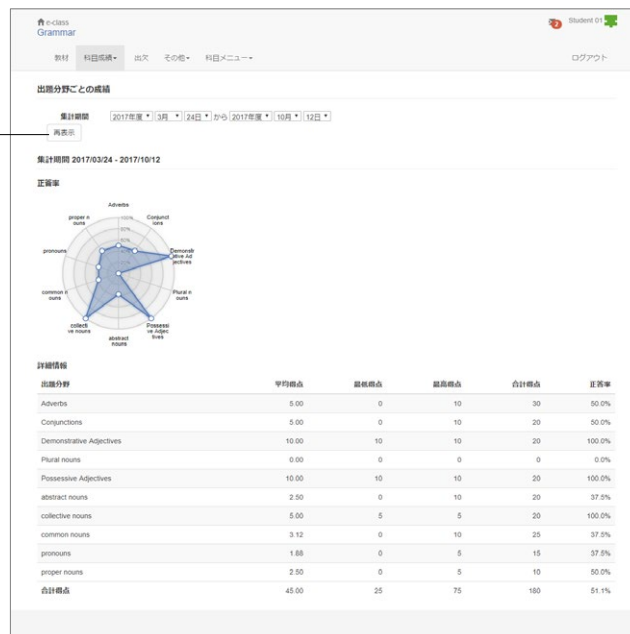 e-class
Grammar
2
Student 01
教材 科目成績 出欠 その他 科目メニュー ログアウト
出題分野ごとの成績
集計期間 2017年度 3月 24日 から 2017年度 10月 12日
再表示
集計期間 2017/03/24 - 2017/10/12
正答率
Adverbs
100%
proper n
ouns
Conjunct
ions
pronouns
Demonstr
ative Ad
jectives
common n
ouns
Plural n
ouns
collecti
ve nouns
abstract
nouns
Possessi
ve Adjec
tives
詳細情報
出題分野 平均得点 最低得点 最高得点 合計得点 正答率
Adverbs 5.00 0 10 30 50.0%
Conjunctions 5.00 0 10 20 50.0%
Demonstrative Adjectives 10.00 10 10 20 100.0%
Plural nouns 0.00 0 0 0 0.0%
Possessive Adjectives 10.00 10 10 20 100.0%
abstract nouns 2.50 0 10 20 37.5%
collective nouns 5.00 5 5 20 100.0%
common nouns 3.12 0 10 25 37.5%
pronouns 1.88 0 5 15 37.5%
proper nouns 2.50 0 5 10 50.0%
合計得点 45.00 25 75 180 51.1%